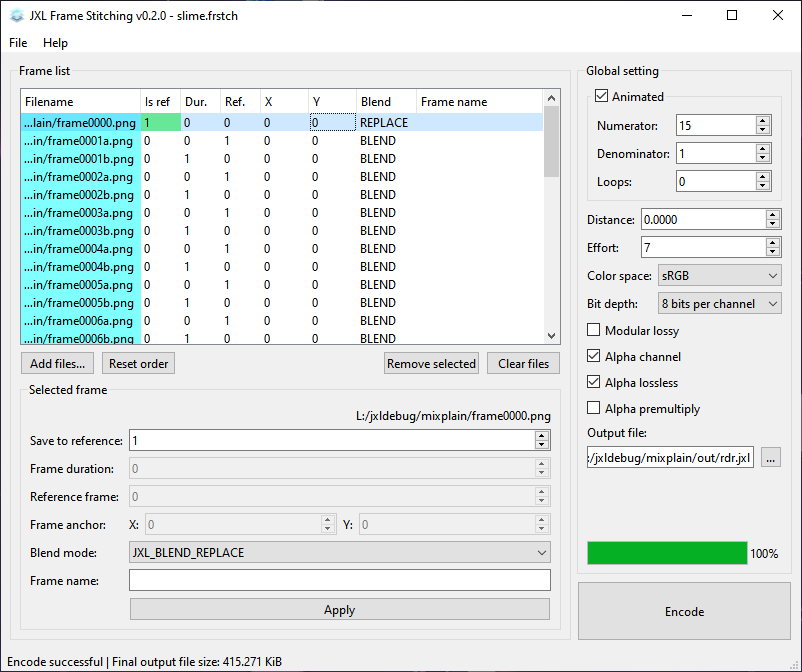 JXL Frame Stitching v0.2.0 - slime.frstch
File Help
Frame list
Filename Is ref Dur. Ref. X Y Blend Frame name
...lain/frame0000.png 1 0 0 0 0 REPLACE
...in/frame0001a.png 0 0 1 0 0 BLEND
...in/frame0001b.png 0 1 0 0 0 BLEND
...in/frame0002a.png 0 0 1 0 0 BLEND
...in/frame0002b.png 0 1 0 0 0 BLEND
...in/frame0003a.png 0 0 1 0 0 BLEND
...in/frame0003b.png 0 1 0 0 0 BLEND
...in/frame0004a.png 0 0 1 0 0 BLEND
...in/frame0004b.png 0 1 0 0 0 BLEND
...in/frame0005a.png 0 0 1 0 0 BLEND
...in/frame0005b.png 0 1 0 0 0 BLEND
...in/frame0006a.png 0 0 1 0 0 BLEND
...in/frame0006b.png 0 1 0 0 0 BLEND
Add files... Reset order Remove selected Clear files
Selected frame
L:/jxldebug/mixplain/frame0000.png
Save to reference: 1
Frame duration: 0
Reference frame: 0
Frame anchor: X: 0 Y: 0
Blend mode: JXL_BLEND_REPLACE
Frame name:
Apply
Global setting
Animated
Numerator: 15
Denominator: 1
Loops: 0
Distance: 0.0000
Effort: 7
Color space: sRGB
Bit depth: 8 bits per channel
Modular lossy
Alpha channel
Alpha lossless
Alpha premultiply
Output file:
:/jxldebug/mixplain/out/rdr.jxl ...
100%
Encode
Encode successful | Final output file size: 415.271 KiB